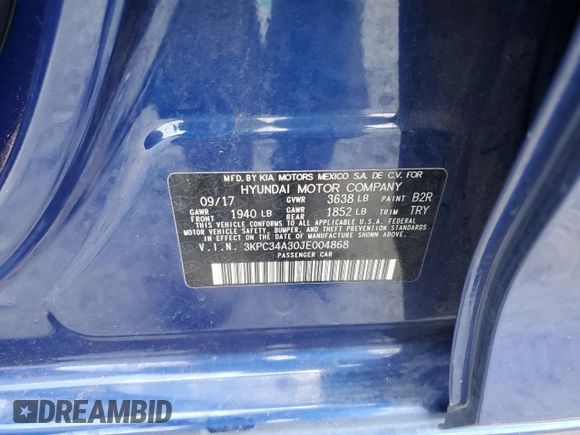 MFD. BY KIA MOTORS MEXICO S.A. DE C.V. FOR
HYUNDAI MOTOR COMPANY
09/17 GVWR 3638 LB PAINT B2R
GAWR FRONT 1940 LB GAWR REAR 1852 LB TRIM TRY
THIS VEHICLE CONFORMS TO ALL APPLICABLE U.S.A. FEDERAL
MOTOR VEHICLE SAFETY, BUMPER, AND THEFT PREVENTION STANDARDS
IN EFFECT ON THE DATE OF MANUFACTURE SHOWN ABOVE.
V.I.N. 3KPC34A30JE004868
PASSENGER CAR
DREAMBID